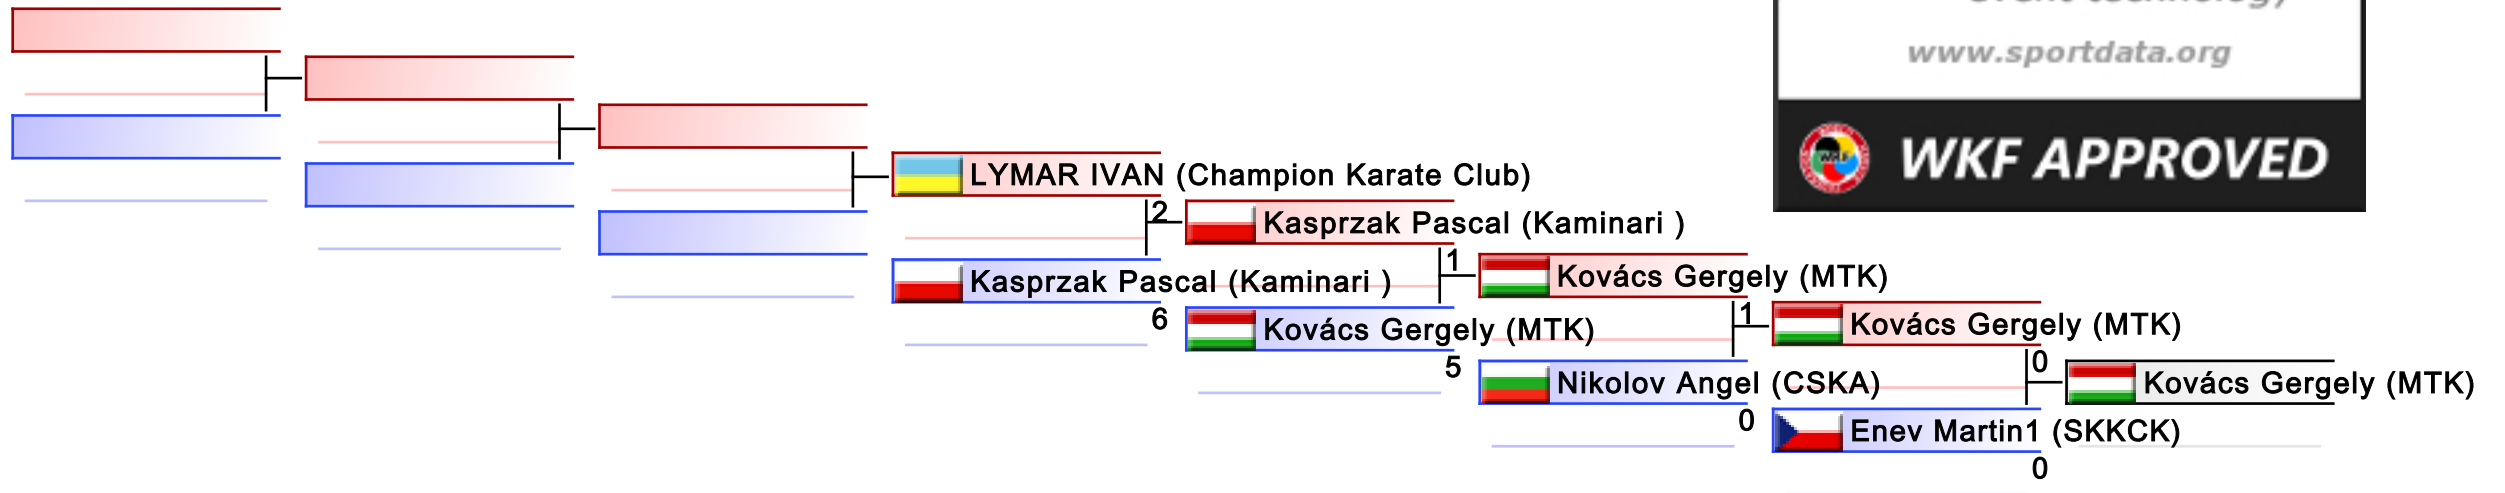 event technology
www.sportdata.org
WKF APPROVED
LYMAR IVAN (Champion Karate Club)
2
Kasprzak Pascal (Kaminari )
1
Kovács Gergely (MTK)
Kasprzak Pascal (Kaminari )
6
Kovács Gergely (MTK)
1
Kovács Gergely (MTK)
5
Nikolov Angel (CSKA)
0
Kovács Gergely (MTK)
0
Enev Martin1 (SKKCK)
0